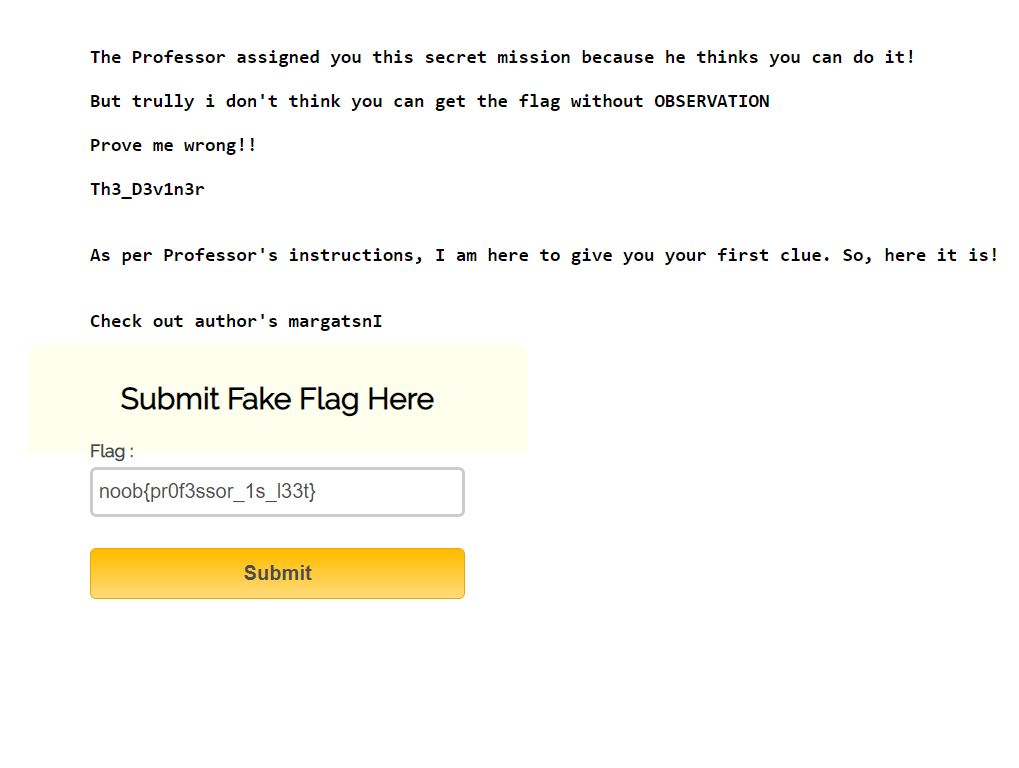 The Professor assigned you this secret mission because he thinks you can do it!
But trully i don't think you can get the flag without OBSERVATION
Prove me wrong!!
Th3_D3v1n3r
As per Professor's instructions, I am here to give you your first clue. So, here it is!
Check out author's margatsnI
Submit Fake Flag Here
Flag :
noob{pr0f3ssor_1s_l33t}
Submit